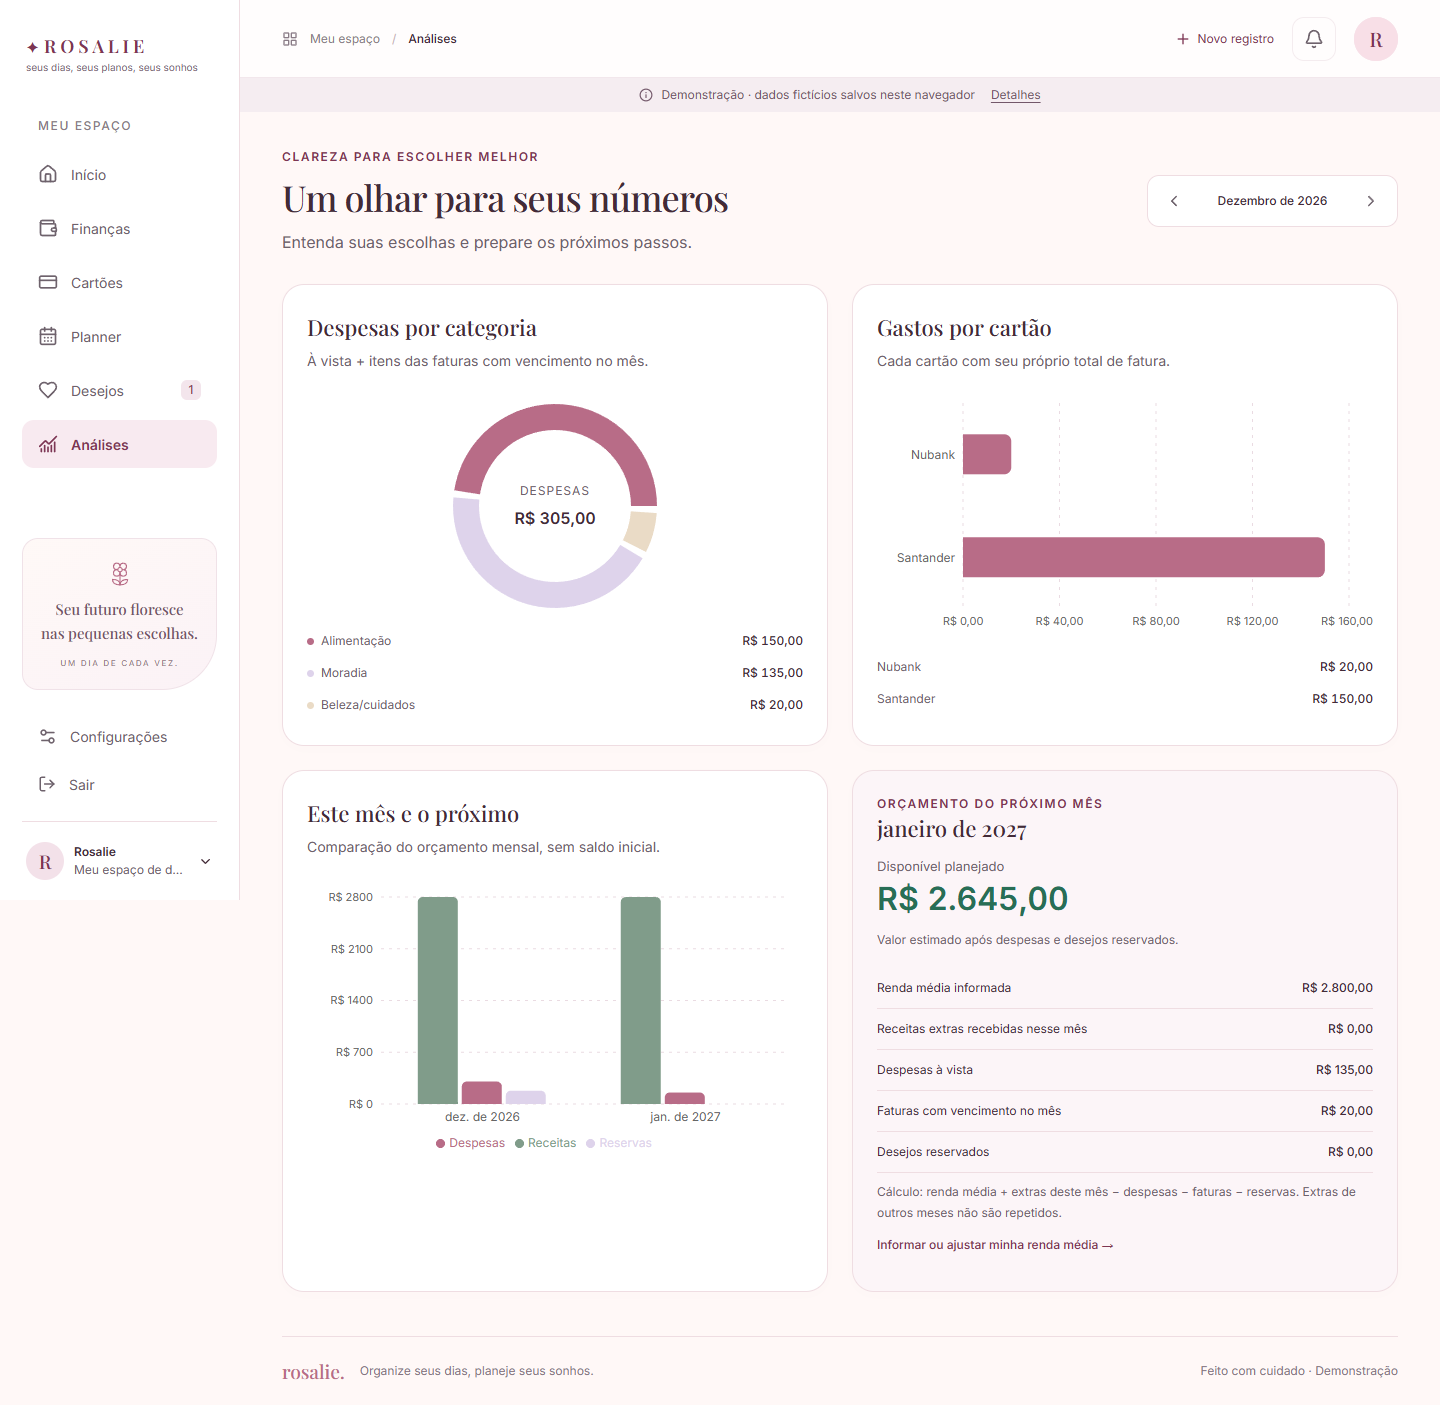 ROSALIE
seus dias, seus planos, seus sonhos
MEU ESPAÇO
Início
Finanças
Cartões
Planner
Desejos 1
Análises
Seu futuro floresce
nas pequenas escolhas.
UM DIA DE CADA VEZ.
Configurações
Sair
R
Rosalie
Meu espaço de d...
Meu espaço / Análises
Novo registro
R
Demonstração · dados fictícios salvos neste navegador Detalhes
CLAREZA PARA ESCOLHER MELHOR
Um olhar para seus números
Entenda suas escolhas e prepare os próximos passos.
Dezembro de 2026
Despesas por categoria
À vista + itens das faturas com vencimento no mês.
DESPESAS
R$ 305,00
Alimentação R$ 150,00
Moradia R$ 135,00
Beleza/cuidados R$ 20,00
Gastos por cartão
Cada cartão com seu próprio total de fatura.
Nubank
Santander
R$ 0,00 R$ 40,00 R$ 80,00 R$ 120,00 R$ 160,00
Nubank R$ 20,00
Santander R$ 150,00
Este mês e o próximo
Comparação do orçamento mensal, sem saldo inicial.
R$ 2800
R$ 2100
R$ 1400
R$ 700
R$ 0
dez. de 2026 jan. de 2027
Despesas Receitas Reservas
ORÇAMENTO DO PRÓXIMO MÊS
janeiro de 2027
Disponível planejado
R$ 2.645,00
Valor estimado após despesas e desejos reservados.
Renda média informada R$ 2.800,00
Receitas extras recebidas nesse mês R$ 0,00
Despesas à vista R$ 135,00
Faturas com vencimento no mês R$ 20,00
Desejos reservados R$ 0,00
Cálculo: renda média + extras deste mês − despesas − faturas − reservas. Extras de
outros meses não são repetidos.
Informar ou ajustar minha renda média →
rosalie. Organize seus dias, planeje seus sonhos.
Feito com cuidado · Demonstração